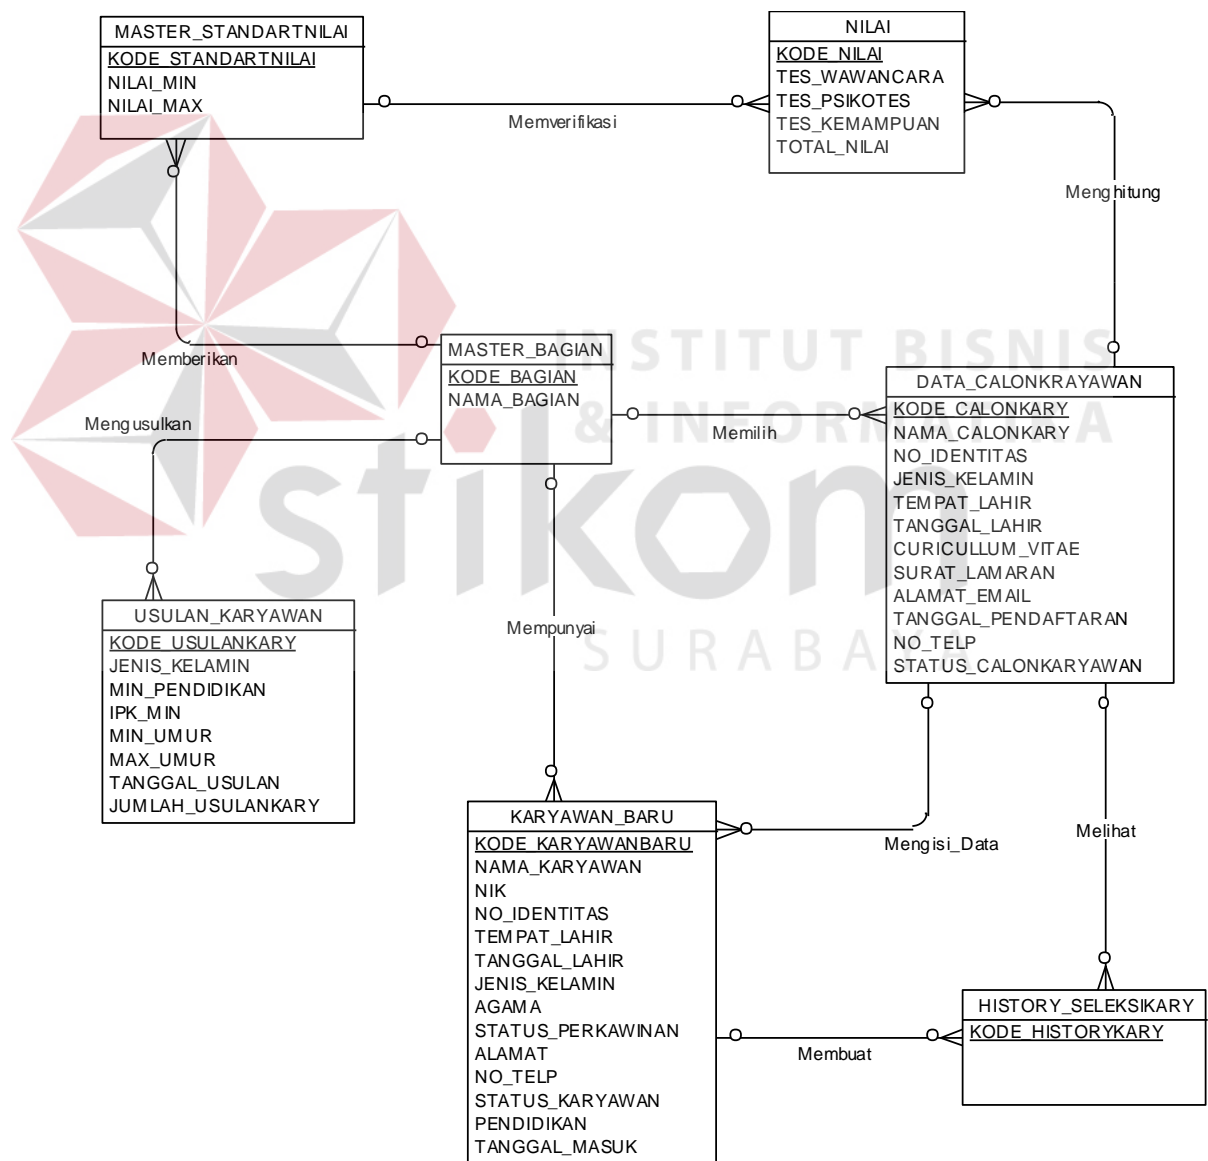 MASTER_STANDARTNILAI
KODE_STANDARTNILAI
NILAI_MIN
NILAI_MAX
NILAI
KODE_NILAI
TES_WAWANCARA
TES_PSIKOTES
TES_KEMAMPUAN
TOTAL_NILAI
Memverifikasi
Menghitung
Memberikan
MASTER_BAGIAN
KODE_BAGIAN
NAMA_BAGIAN
Mengusulkan
Memilih
DATA_CALONKRAYAWAN
KODE_CALONKARY
NAMA_CALONKARY
NO_IDENTITAS
JENIS_KELAMIN
TEMPAT_LAHIR
TANGGAL_LAHIR
CURICULLUM_VITAE
SURAT_LAMARAN
ALAMAT_EMAIL
TANGGAL_PENDAFTARAN
NO_TELP
STATUS_CALONKARYAWAN
INSTITUT BISNIS
& INFORMATIKA
stikom
SURABAYA
USULAN_KARYAWAN
KODE_USULANKARY
JENIS_KELAMIN
MIN_PENDIDIKAN
IPK_MIN
MIN_UMUR
MAX_UMUR
TANGGAL_USULAN
JUMLAH_USULANKARY
Mempunyai
KARYAWAN_BARU
KODE_KARYAWANBARU
NAMA_KARYAWAN
NIK
NO_IDENTITAS
TEMPAT_LAHIR
TANGGAL_LAHIR
JENIS_KELAMIN
AGAMA
STATUS_PERKAWINAN
ALAMAT
NO_TELP
STATUS_KARYAWAN
PENDIDIKAN
TANGGAL_MASUK
Mengisi_Data
Melihat
Membuat
HISTORY_SELEKSIKARY
KODE_HISTORYKARY